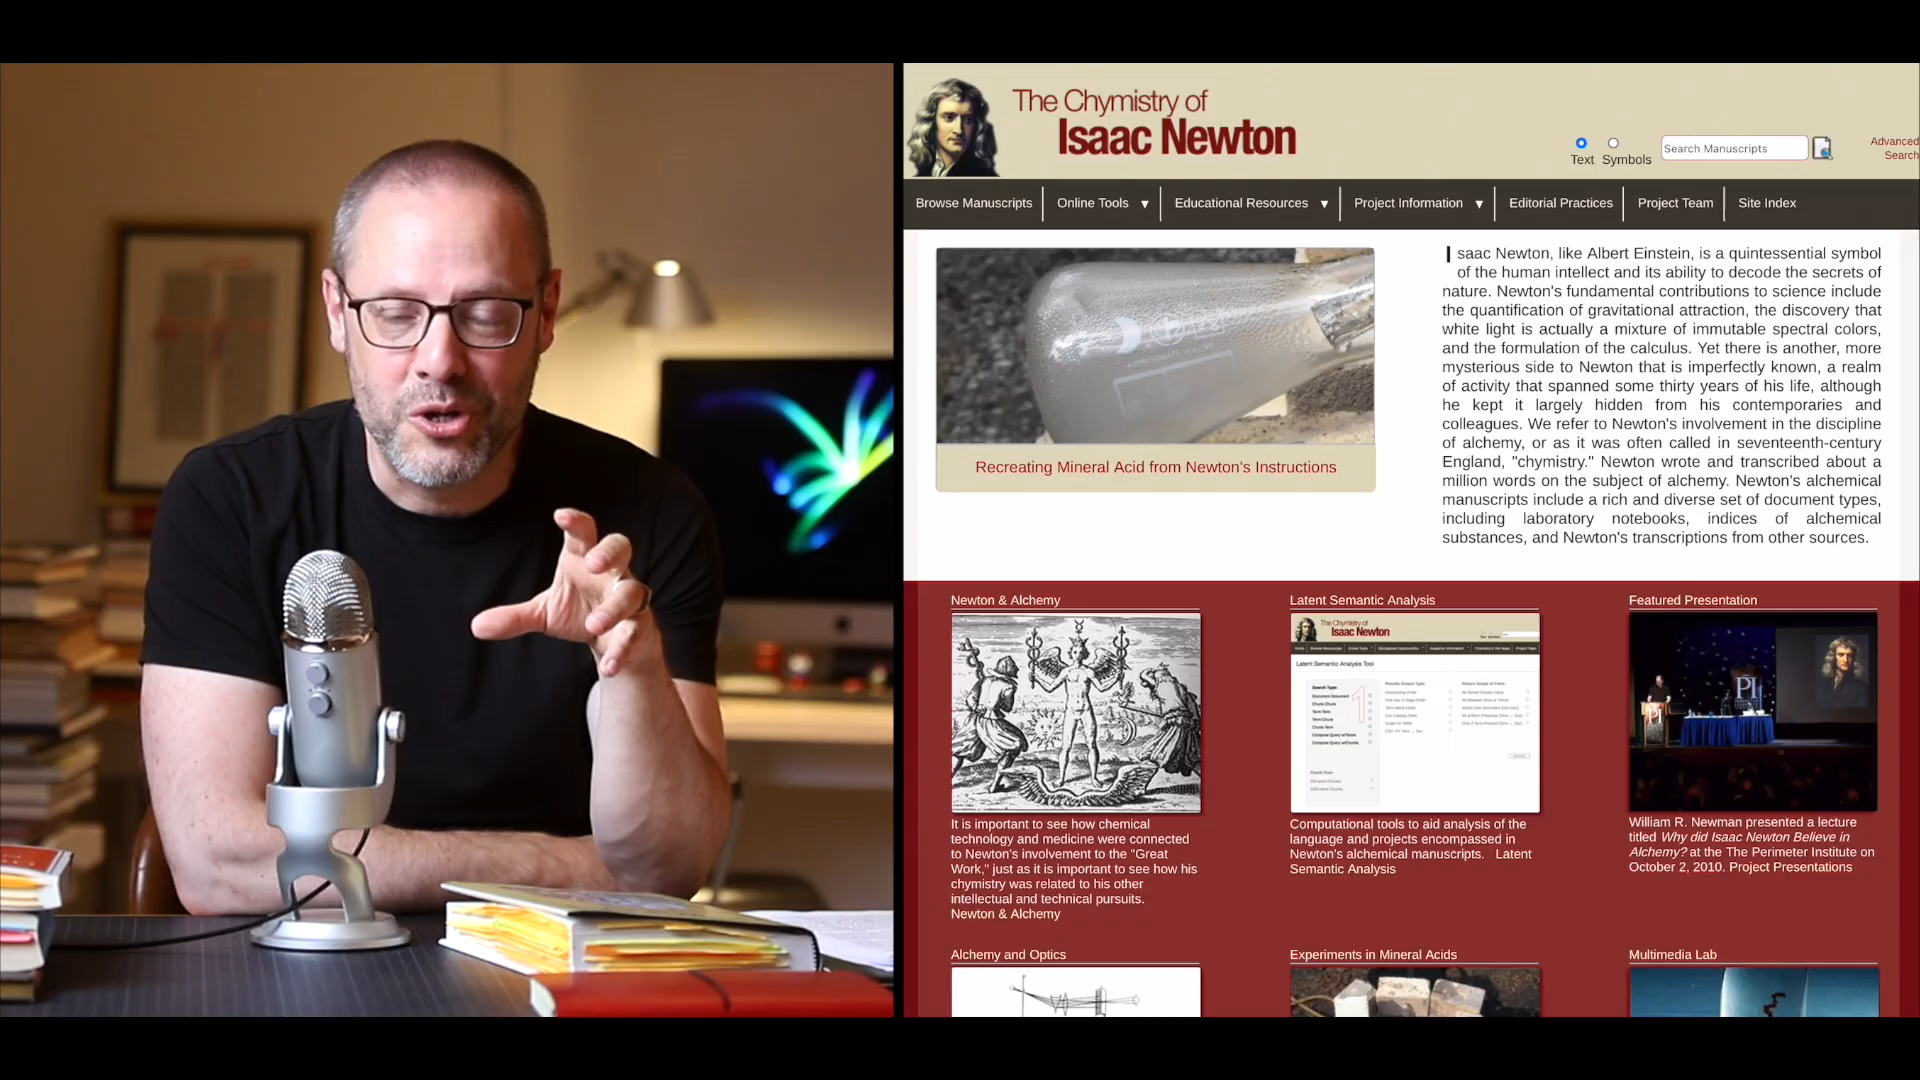 The Chymistry of
Isaac Newton
Text
Symbols
Search Manuscripts
Advanced
Search
Browse Manuscripts
Online Tools ▼
Educational Resources ▼
Project Information ▼
Editorial Practices
Project Team
Site Index
Recreating Mineral Acid from Newton's Instructions
Isaac Newton, like Albert Einstein, is a quintessential symbol
of the human intellect and its ability to decode the secrets of
nature. Newton's fundamental contributions to science include
the quantification of gravitational attraction, the discovery that
white light is actually a mixture of immutable spectral colors,
and the formulation of the calculus. Yet there is another, more
mysterious side to Newton that is imperfectly known, a realm
of activity that spanned some thirty years of his life, although
he kept it largely hidden from his contemporaries and
colleagues. We refer to Newton's involvement in the discipline
of alchemy, or as it was often called in seventeenth-century
England, "chymistry." Newton wrote and transcribed about a
million words on the subject of alchemy. Newton's alchemical
manuscripts include a rich and diverse set of document types,
including laboratory notebooks, indices of alchemical
substances, and Newton's transcriptions from other sources.
Newton & Alchemy
It is important to see how chemical
technology and medicine were connected
to Newton's involvement to the "Great
Work," just as it is important to see how his
chymistry was related to his other
intellectual and technical pursuits.
Newton & Alchemy
Latent Semantic Analysis
The Chymistry of
Isaac Newton
Latent Semantic Analysis Tool
Computational tools to aid analysis of the
language and projects encompassed in
Newton's alchemical manuscripts. Latent
Semantic Analysis
Featured Presentation
PI
PI
William R. Newman presented a lecture
titled Why did Isaac Newton Believe in
Alchemy? at the The Perimeter Institute on
October 2, 2010. Project Presentations
Alchemy and Optics
Experiments in Mineral Acids
Multimedia Lab